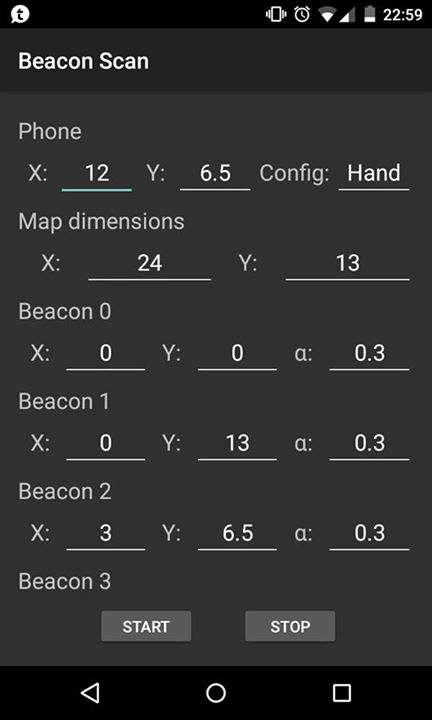 t 22:59
Beacon Scan
Phone
X: 12 Y: 6.5 Config: Hand
Map dimensions
X: 24 Y: 13
Beacon 0
X: 0 Y: 0 α: 0.3
Beacon 1
X: 0 Y: 13 α: 0.3
Beacon 2
X: 3 Y: 6.5 α: 0.3
Beacon 3
START STOP